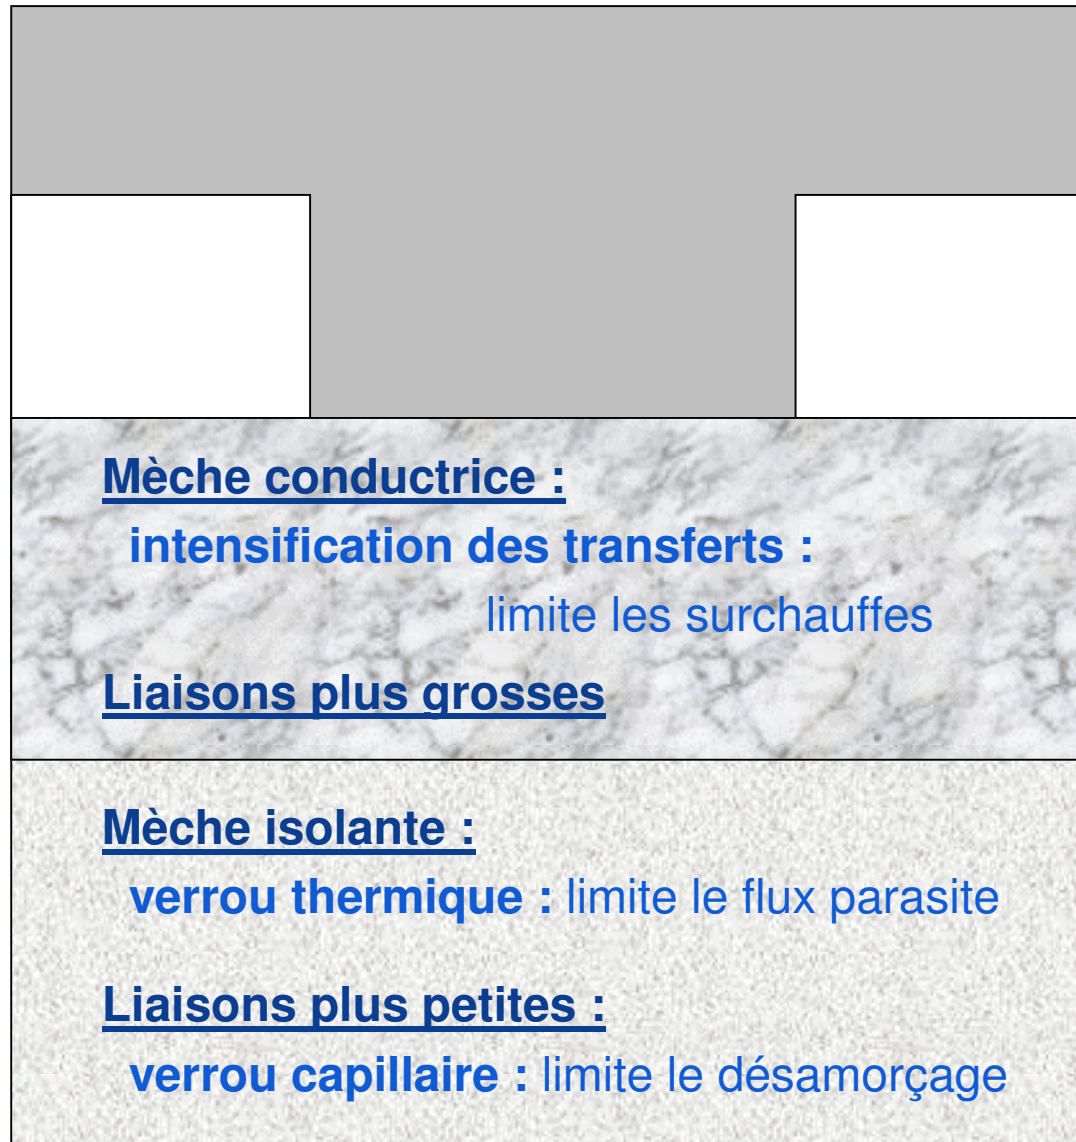 Mèche conductrice :
intensification des transferts :
limite les surchauffes
Liaisons plus grosses
Mèche isolante :
verrou thermique : limite le flux parasite
Liaisons plus petites :
verrou capillaire : limite le désamorçage